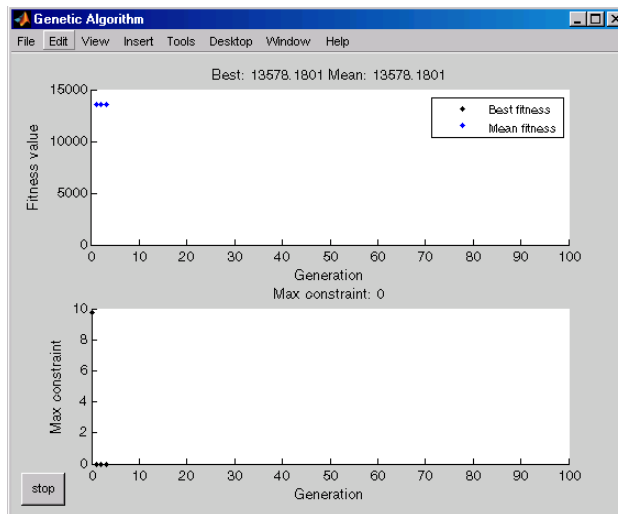 Genetic Algorithm
File Edit View Insert Tools Desktop Window Help
Best: 13578.1801 Mean: 13578.1801
Fitness value
15000
10000
5000
0
Best fitness
Mean fitness
0 10 20 30 40 50 60 70 80 90 100
Generation
Max constraint: 0
Max constraint
10
8
6
4
2
0
0 10 20 30 40 50 60 70 80 90 100
Generation
stop